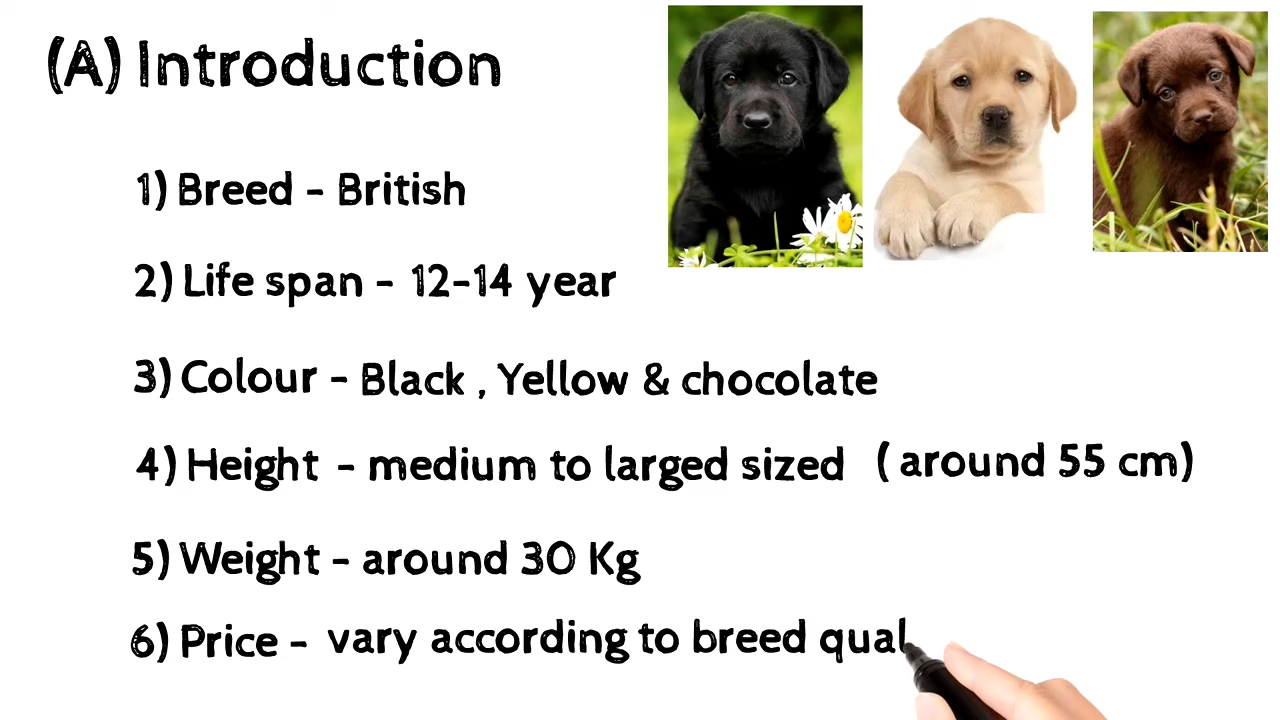 (A) Introduction
1) Breed - British
2) Life span - 12-14 year
3) Colour - Black , Yellow & chocolate
4) Height - medium to larged sized ( around 55 cm)
5) Weight - around 30 Kg
6) Price - vary according to breed qual